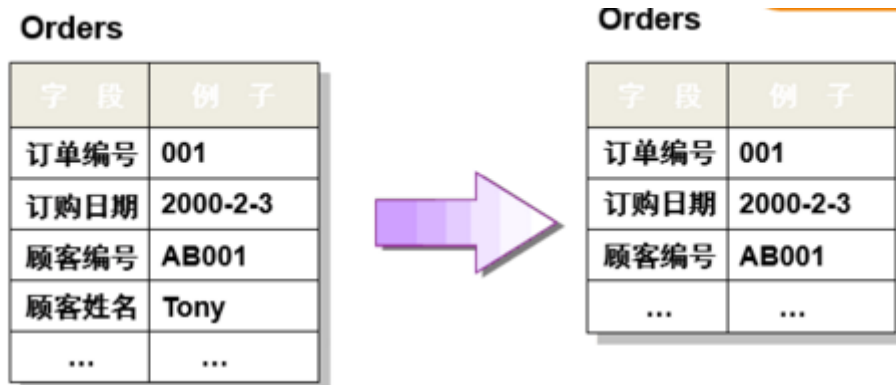 Orders
字 段 例 子
订单编号 001
订购日期 2000-2-3
顾客编号 AB001
顾客姓名 Tony
... ...
Orders
字 段 例 子
订单编号 001
订购日期 2000-2-3
顾客编号 AB001
... ...